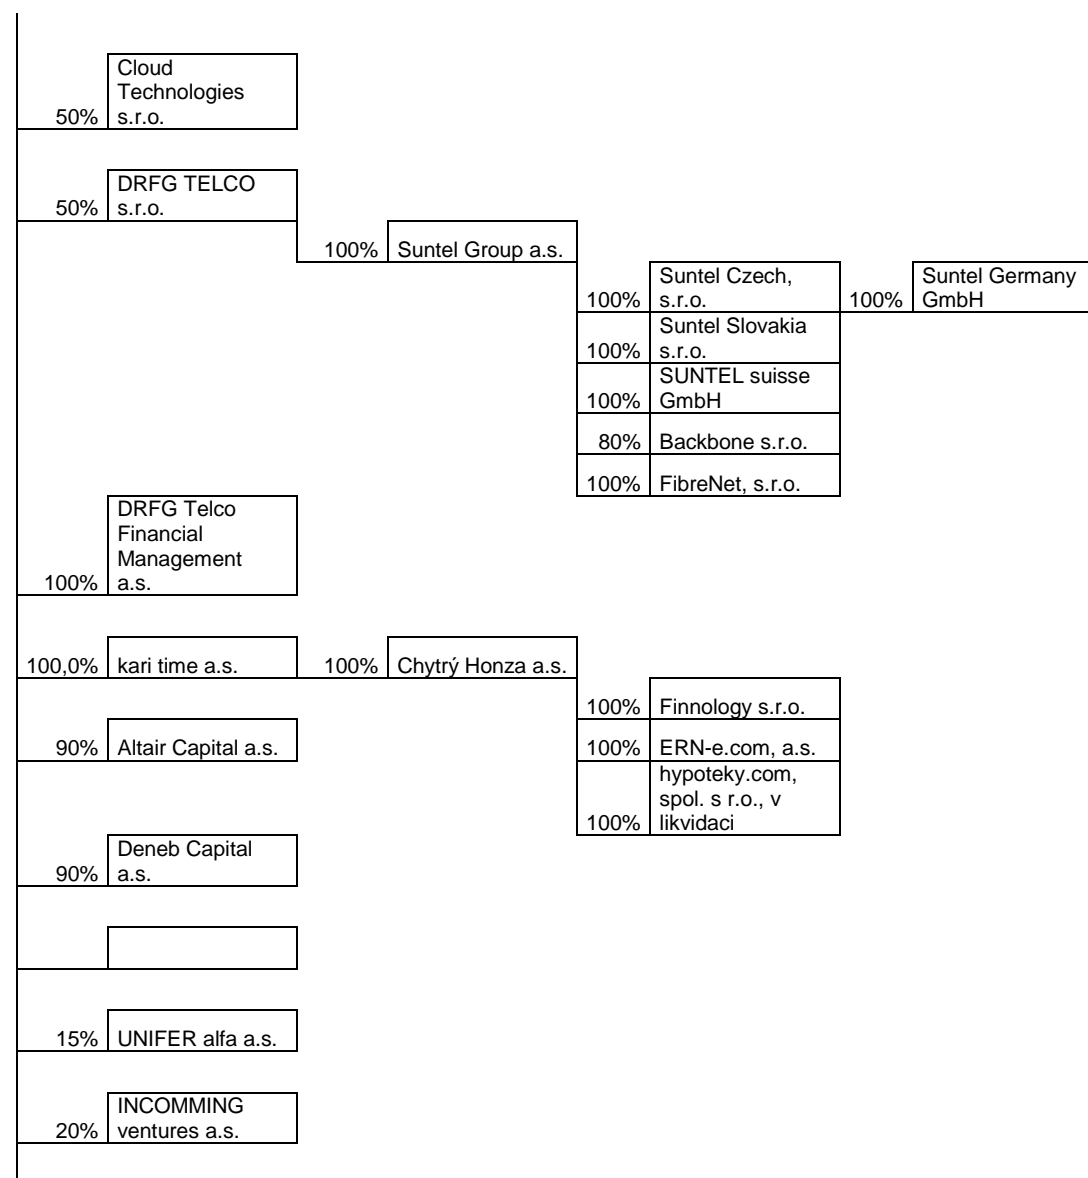 Cloud
Technologies
50% s.r.o.
DRFG TELCO
50% s.r.o.
100% Suntel Group a.s.
Suntel Czech,
100% s.r.o.
Suntel Germany
100% GmbH
Suntel Slovakia
100% s.r.o.
SUNTEL suisse
100% GmbH
80% Backbone s.r.o.
100% FibreNet, s.r.o.
DRFG Telco
Financial
Management
100% a.s.
100,0% kari time a.s.
100% Chytrý Honza a.s.
100% Finnology s.r.o.
90% Altair Capital a.s.
100% ERN-e.com, a.s.
hypoteky.com,
spol. s r.o., v
100% likvidaci
Deneb Capital
90% a.s.
15% UNIFER alfa a.s.
INCOMMING
20% ventures a.s.